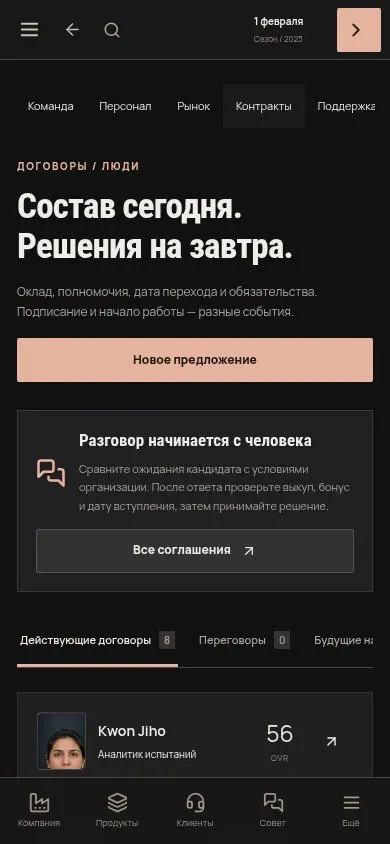 1 февраля
Сезон / 2025
Команда Персонал Рынок Контракты Поддержка
ДОГОВОРЫ / ЛЮДИ
Состав сегодня.
Решения на завтра.
Оклад, полномочия, дата перехода и обязательства.
Подписание и начало работы — разные события.
Новое предложение
Разговор начинается с человека
Сравните ожидания кандидата с условиями
организации. После ответа проверьте выкуп, бонус
и дату вступления, затем принимайте решение.
Все соглашения
Действующие договоры 8 Переговоры 0 Будущие на
Kwon Jiho
Аналитик испытаний
56
OVR
Компания Продукты Клиенты Совет Ещё